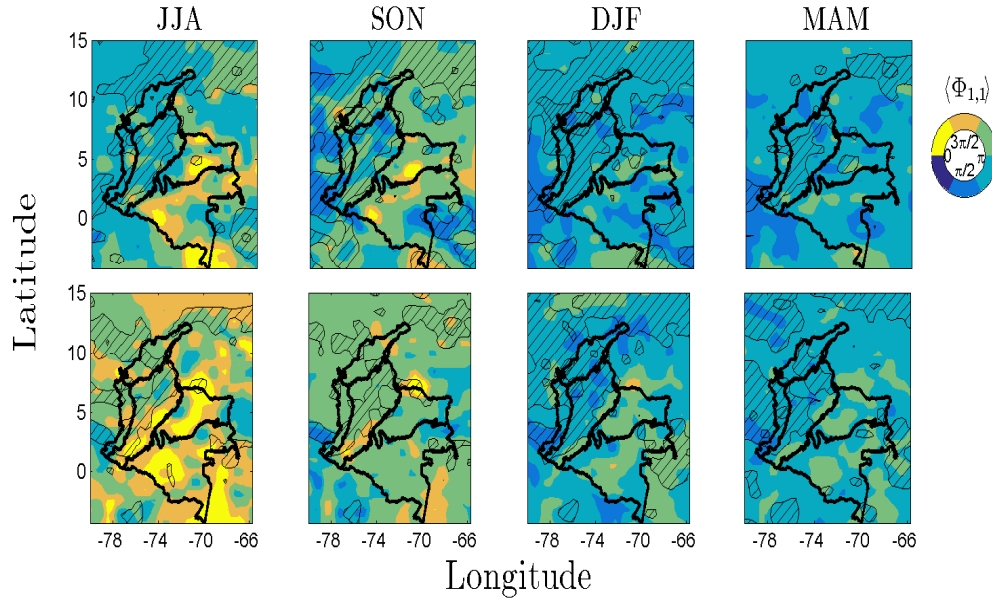 JJA SON DJF MAM
15
10
5
0
⟨Φ1,1⟩
3π/2
0 π
π/2
Latitude
15
10
5
0
-78 -74 -70 -66 -78 -74 -70 -66 -78 -74 -70 -66 -78 -74 -70 -66
Longitude